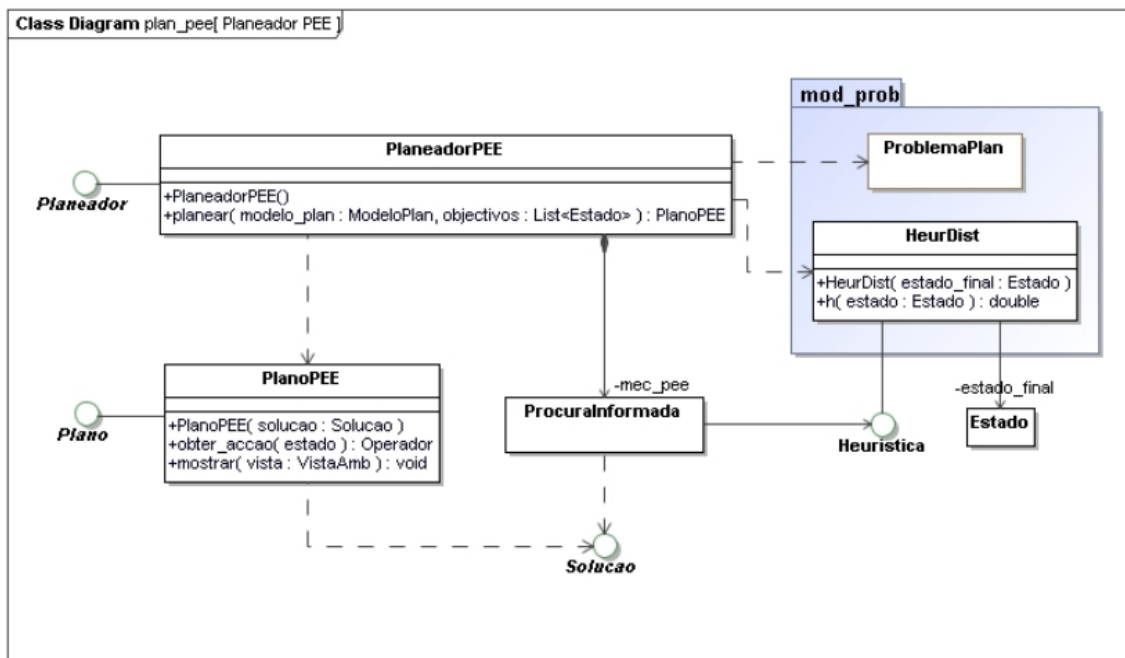 Class Diagram plan_pee[ Planeador PEE ]
mod_prob
PlaneadorPEE
ProblemaPlan
Planeador
+PlaneadorPEE()
+planear( modelo_plan : ModeloPlan, objectivos : List<Estado> ) : PlanoPEE
HeurDist
+HeurDist( estado_final : Estado )
+h( estado : Estado ) : double
PlanoPEE
-mec_pee
-estado_final
Plano
+PlanoPEE( solucao : Solucao )
+obter_accao( estado ) : Operador
+mostrar( vista : VistaAmb ) : void
ProcuraInformada
Heuristica
Estado
Solucao